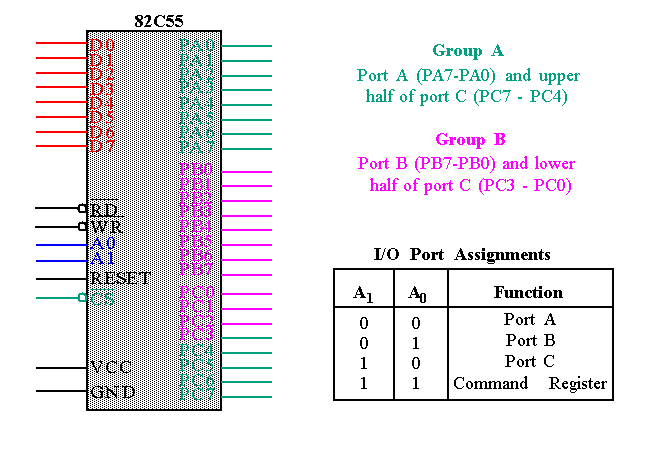 82C55
D0
D1
D2
D3
D4
D5
D6
D7
RD
WR
A0
A1
RESET
CS
VCC
GND
PA0
PA1
PA2
PA3
PA4
PA5
PA6
PA7
PB0
PB1
PB2
PB3
PB4
PB5
PB6
PB7
PC0
PC1
PC2
PC3
PC4
PC5
PC6
PC7
Group A
Port A (PA7-PA0) and upper
half of port C (PC7 - PC4)
Group B
Port B (PB7-PB0) and lower
half of port C (PC3 - PC0)
I/O Port Assignments
A1 A0 Function
0 0 Port A
0 1 Port B
1 0 Port C
1 1 Command Register